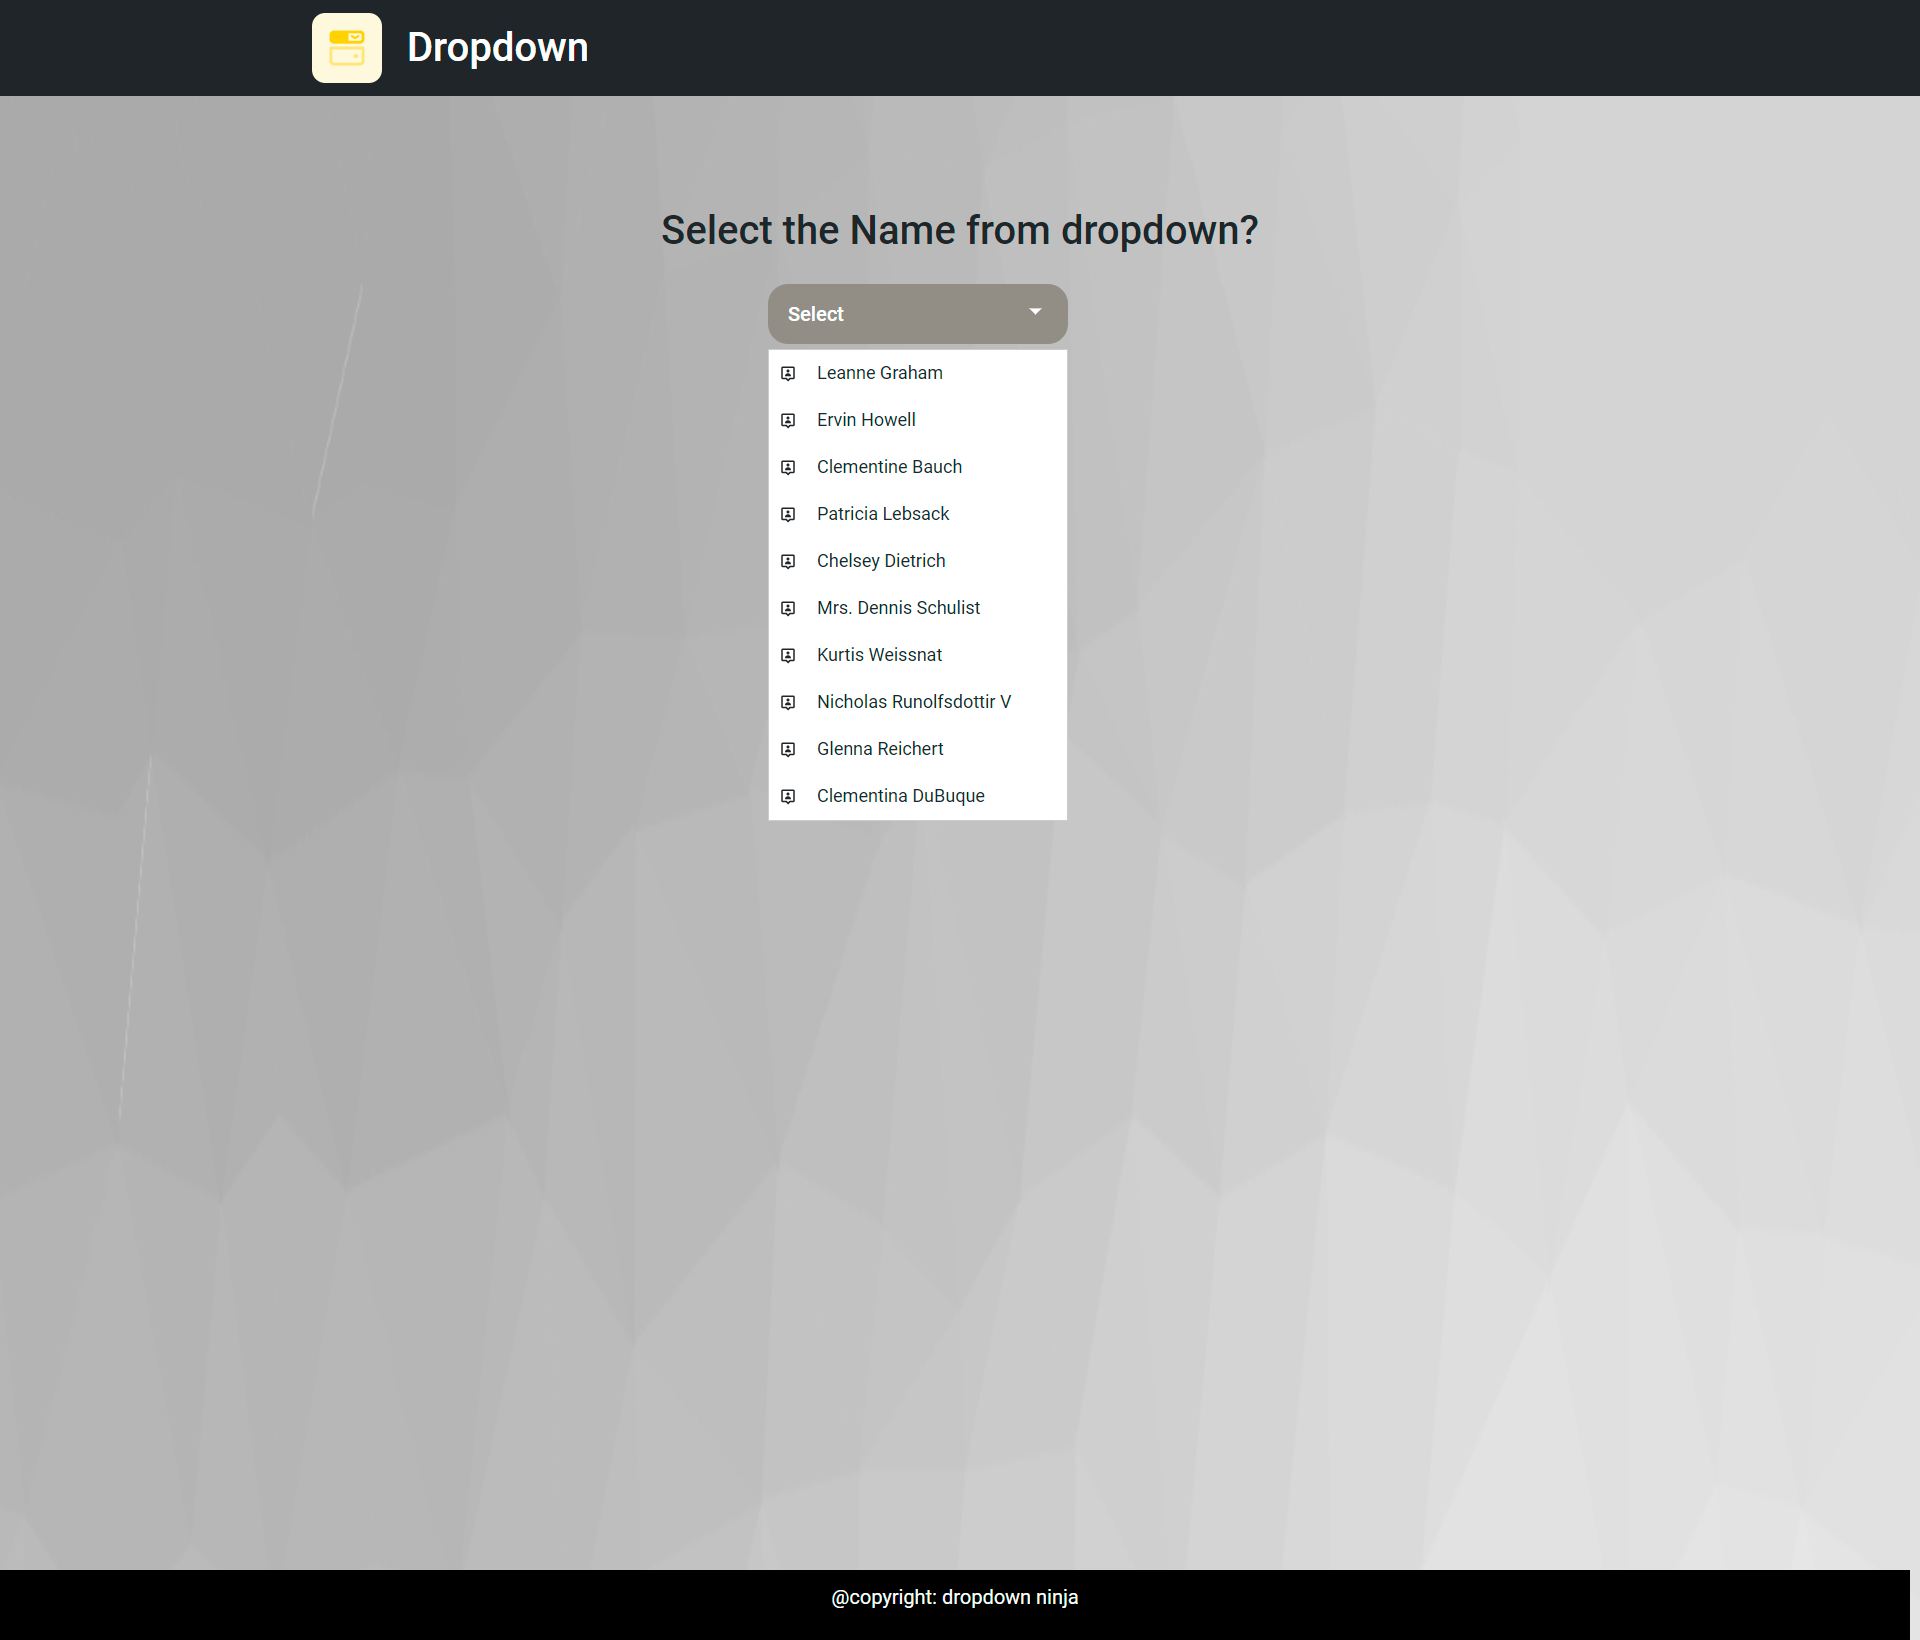 Dropdown
Select the Name from dropdown?
Select
Leanne Graham
Ervin Howell
Clementine Bauch
Patricia Lebsack
Chelsey Dietrich
Mrs. Dennis Schulist
Kurtis Weissnat
Nicholas Runolfsdottir V
Glenna Reichert
Clementina DuBuque
@copyright: dropdown ninja